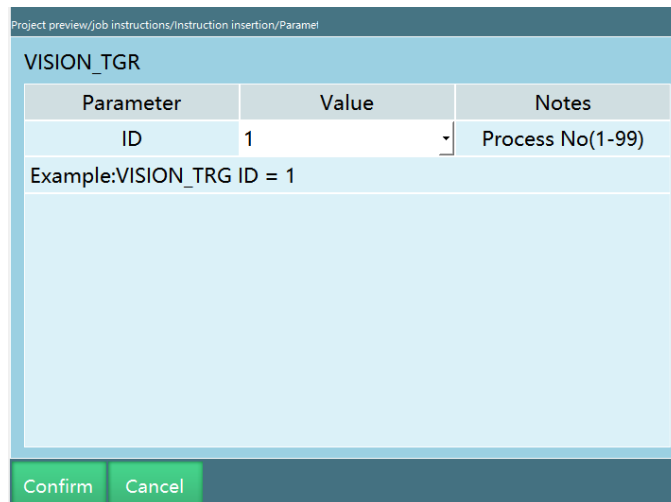 Project preview/job instructions/Instruction insertion/Paramet
VISION_TGR
Parameter Value Notes
ID 1 Process No(1-99)
Example:VISION_TRG ID = 1
Confirm Cancel